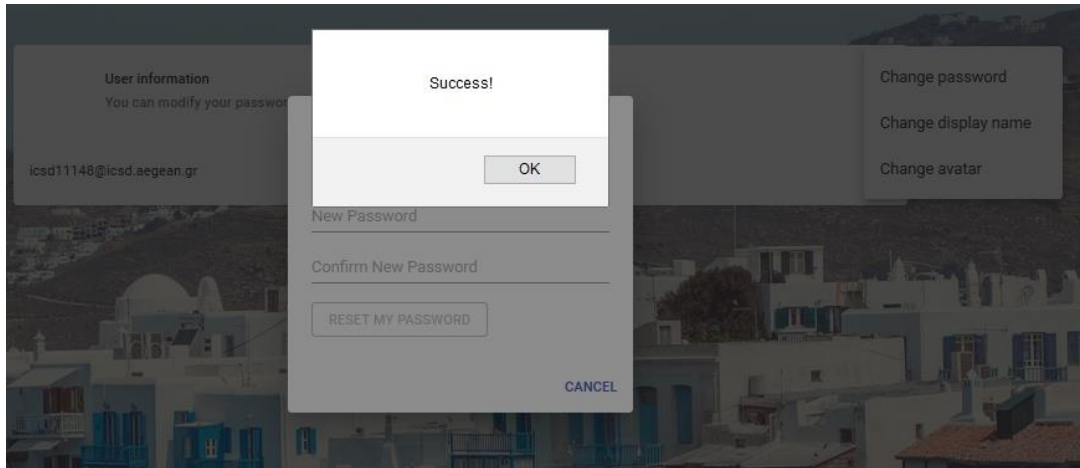 Success!
OK
User information
You can modify your passwor
icsd11148@icsd.aegean.gr
New Password
Confirm New Password
RESET MY PASSWORD
CANCEL
Change password
Change display name
Change avatar